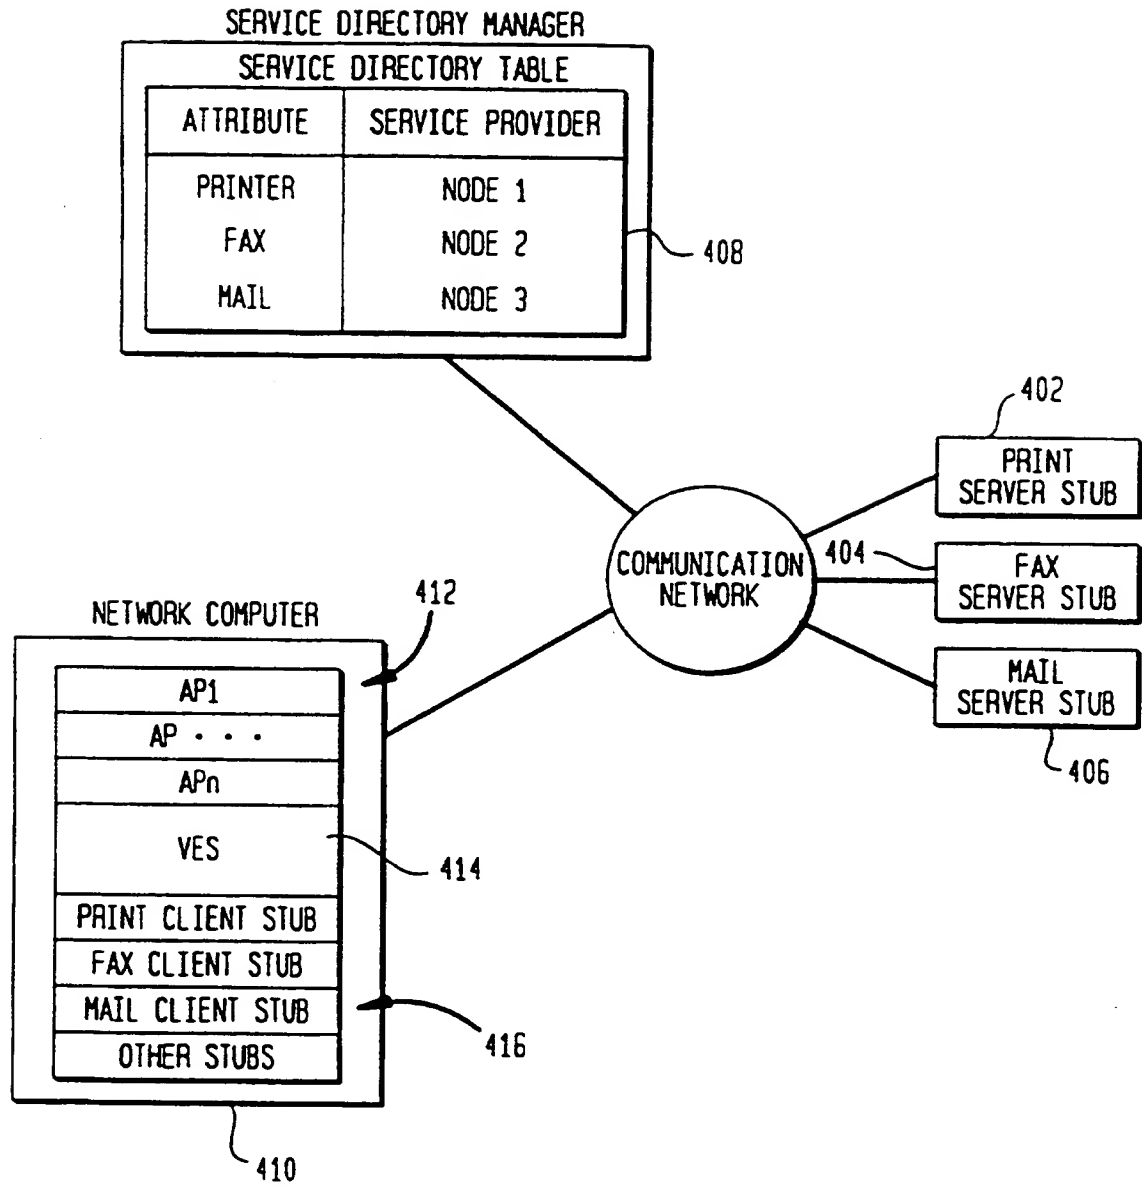 SERVICE DIRECTORY MANAGER
SERVICE DIRECTORY TABLE
ATTRIBUTE SERVICE PROVIDER
PRINTER NODE 1
FAX NODE 2
MAIL NODE 3
408
402
PRINT
SERVER STUB
404
FAX
SERVER STUB
MAIL
SERVER STUB
406
COMMUNICATION
NETWORK
NETWORK COMPUTER
412
AP1
AP . . .
APn
VES
414
PRINT CLIENT STUB
FAX CLIENT STUB
MAIL CLIENT STUB
416
OTHER STUBS
410